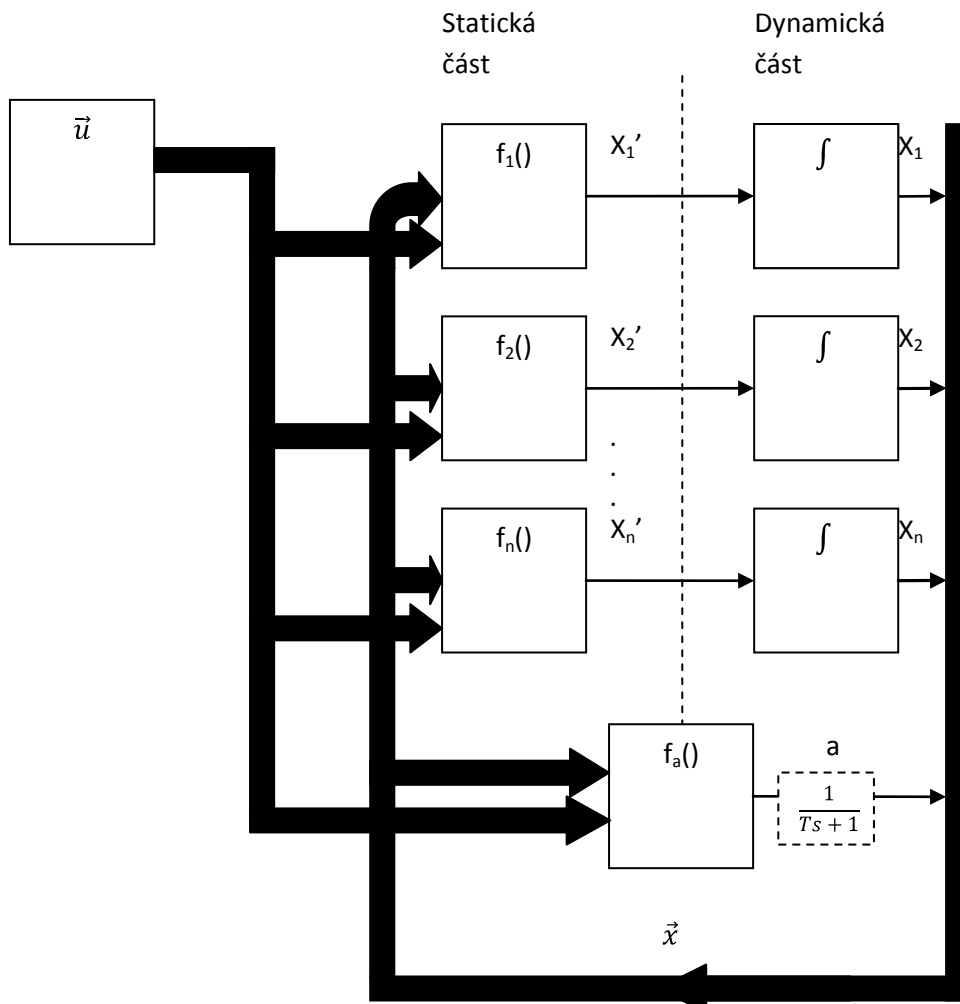 Statická
část
Dynamická
část
u⃗
f₁()
X₁’
∫
X₁
f₂()
X₂’
∫
X₂
.
.
.
fₙ()
Xₙ’
∫
Xₙ
fₐ()
a
1
Ts + 1
x⃗